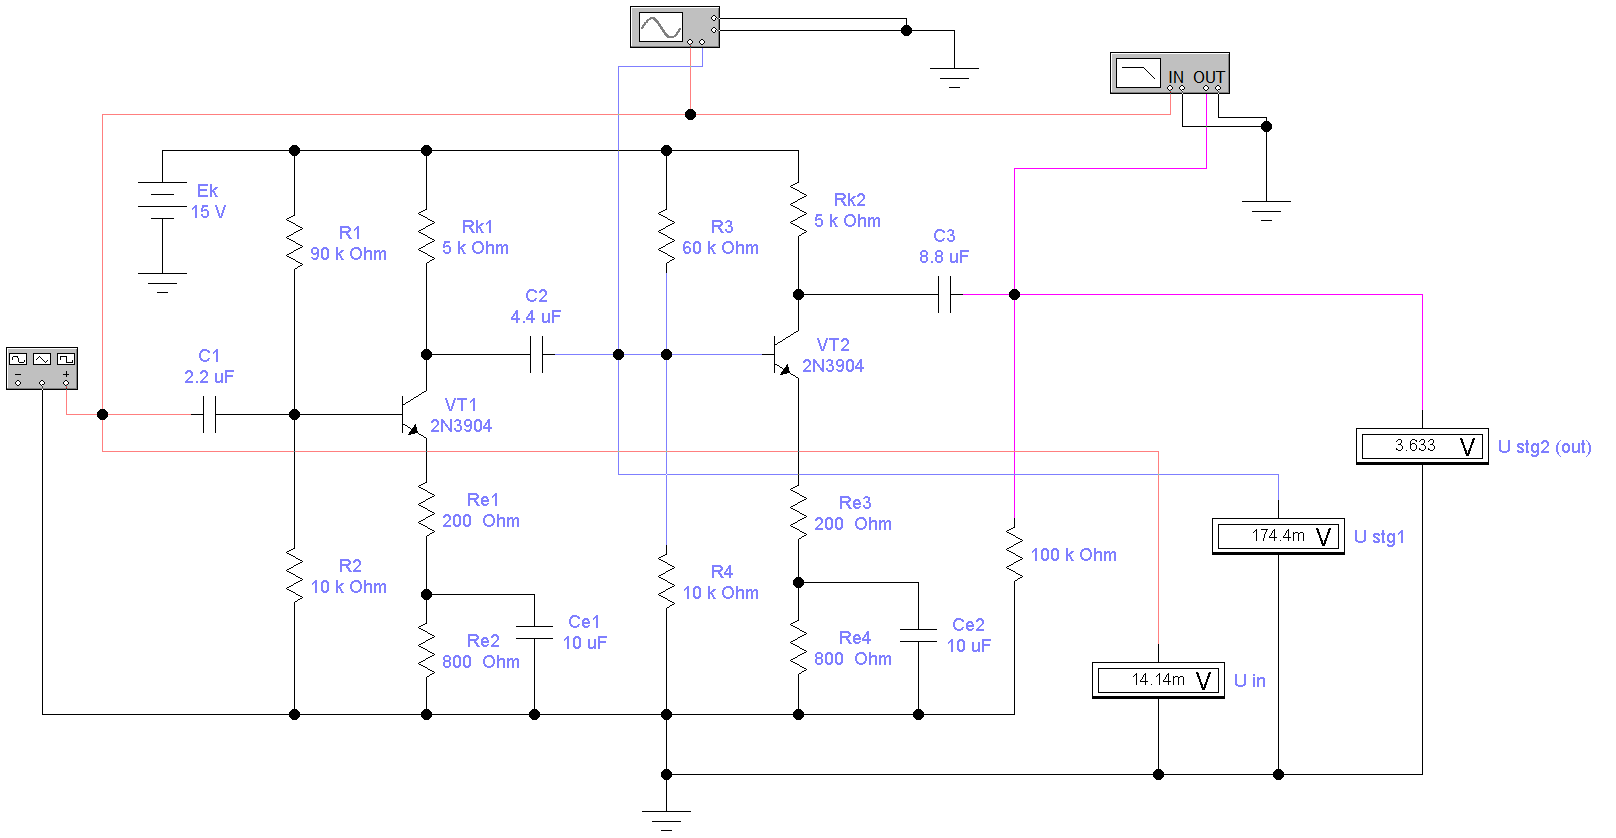 IN OUT
Ek
15 V
R1
90 k Ohm
Rk1
5 k Ohm
R3
60 k Ohm
Rk2
5 k Ohm
C3
8.8 uF
C2
4.4 uF
VT2
2N3904
C1
2.2 uF
- +
VT1
2N3904
3.633 V
U stg2 (out)
Re1
200 Ohm
Re3
200 Ohm
174.4m V
U stg1
100 k Ohm
R2
10 k Ohm
R4
10 k Ohm
Ce1
10 uF
Ce2
10 uF
Re2
800 Ohm
Re4
800 Ohm
14.14m V
U in